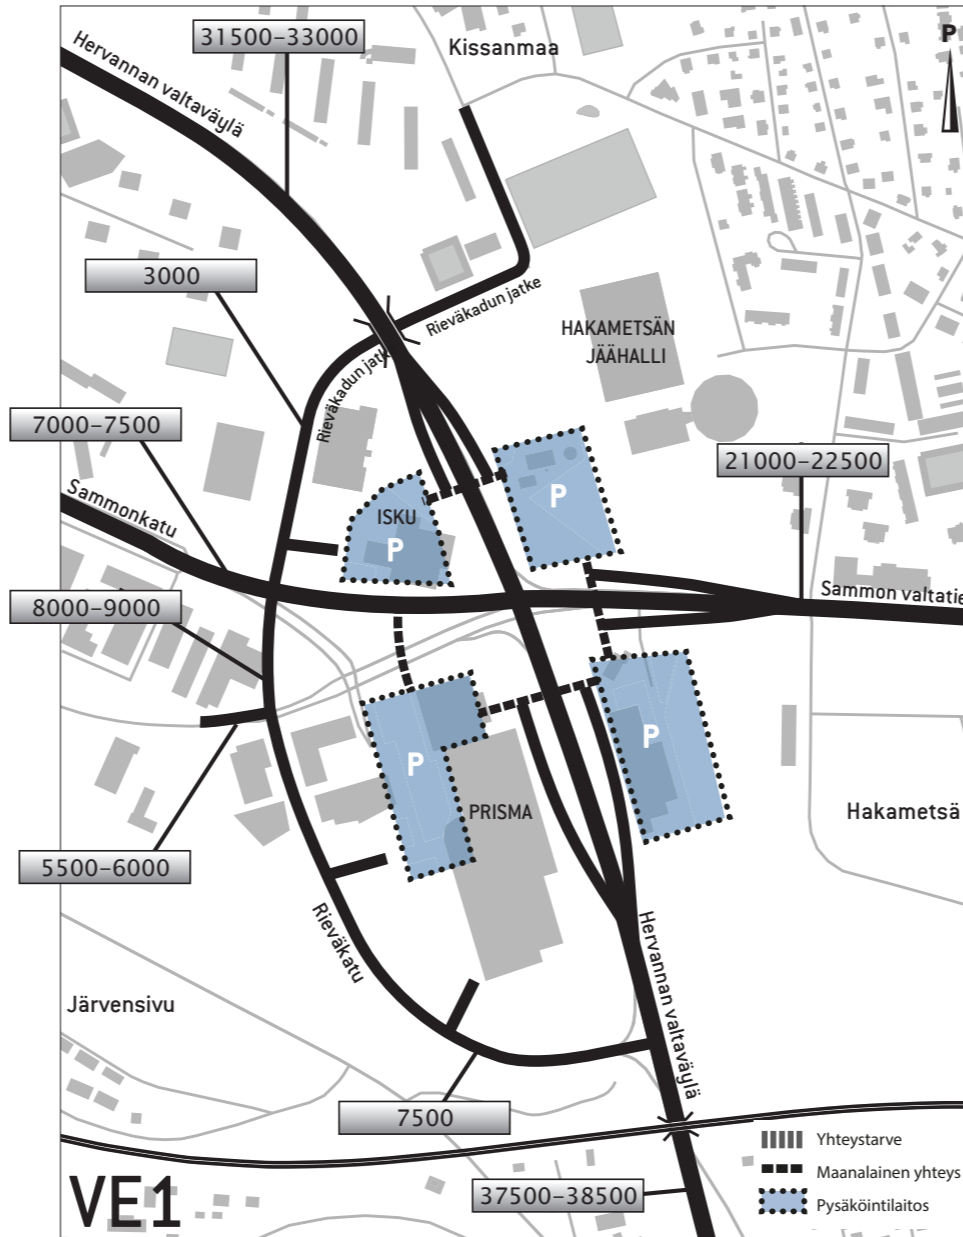 31500–33000
Kissanmaa
P
Hervannan valtaväylä
3000
Rieväkadun jatke
HAKAMETSÄN
JÄÄHALLI
Rieväkadun jatk
7000–7500
21000–22500
Sammonkatu
ISKU
P
P
8000–9000
Sammon valtatie
P
P
PRISMA
Hakametsä
5500–6000
Rieväkatu
Hervannan valtaväylä
Järvensivu
7500
Yhteystarve
Maanalainen yhteys
Pysäköintilaitos
VE1
37500–38500